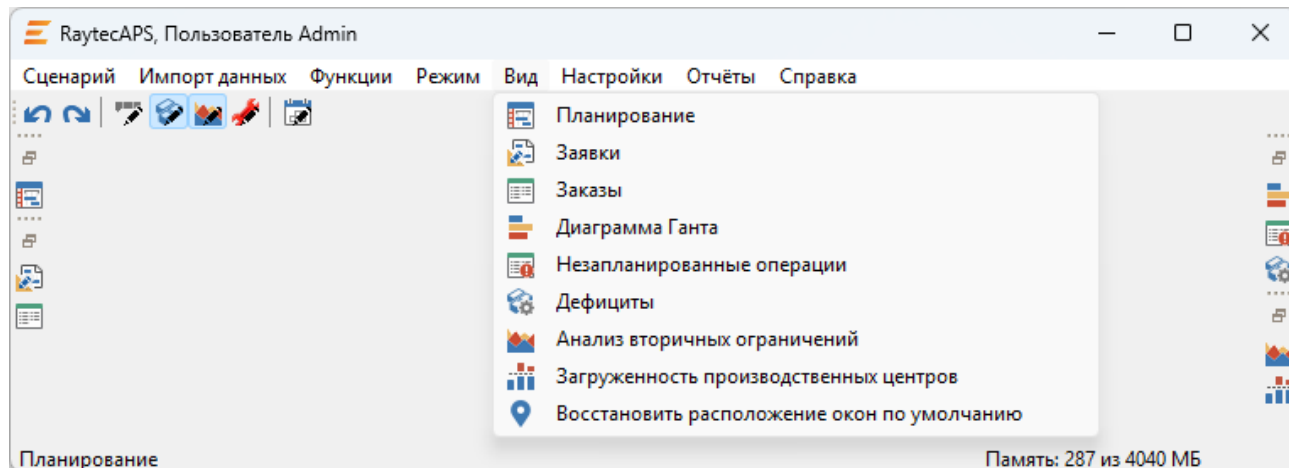 RaytecAPS, Пользователь Admin
Сценарий Импорт данных Функции Режим Вид Настройки Отчёты Справка
Планирование
Заявки
Заказы
Диаграмма Ганта
Незапланированные операции
Дефициты
Анализ вторичных ограничений
Загруженность производственных центров
Восстановить расположение окон по умолчанию
Планирование Память: 287 из 4040 МБ